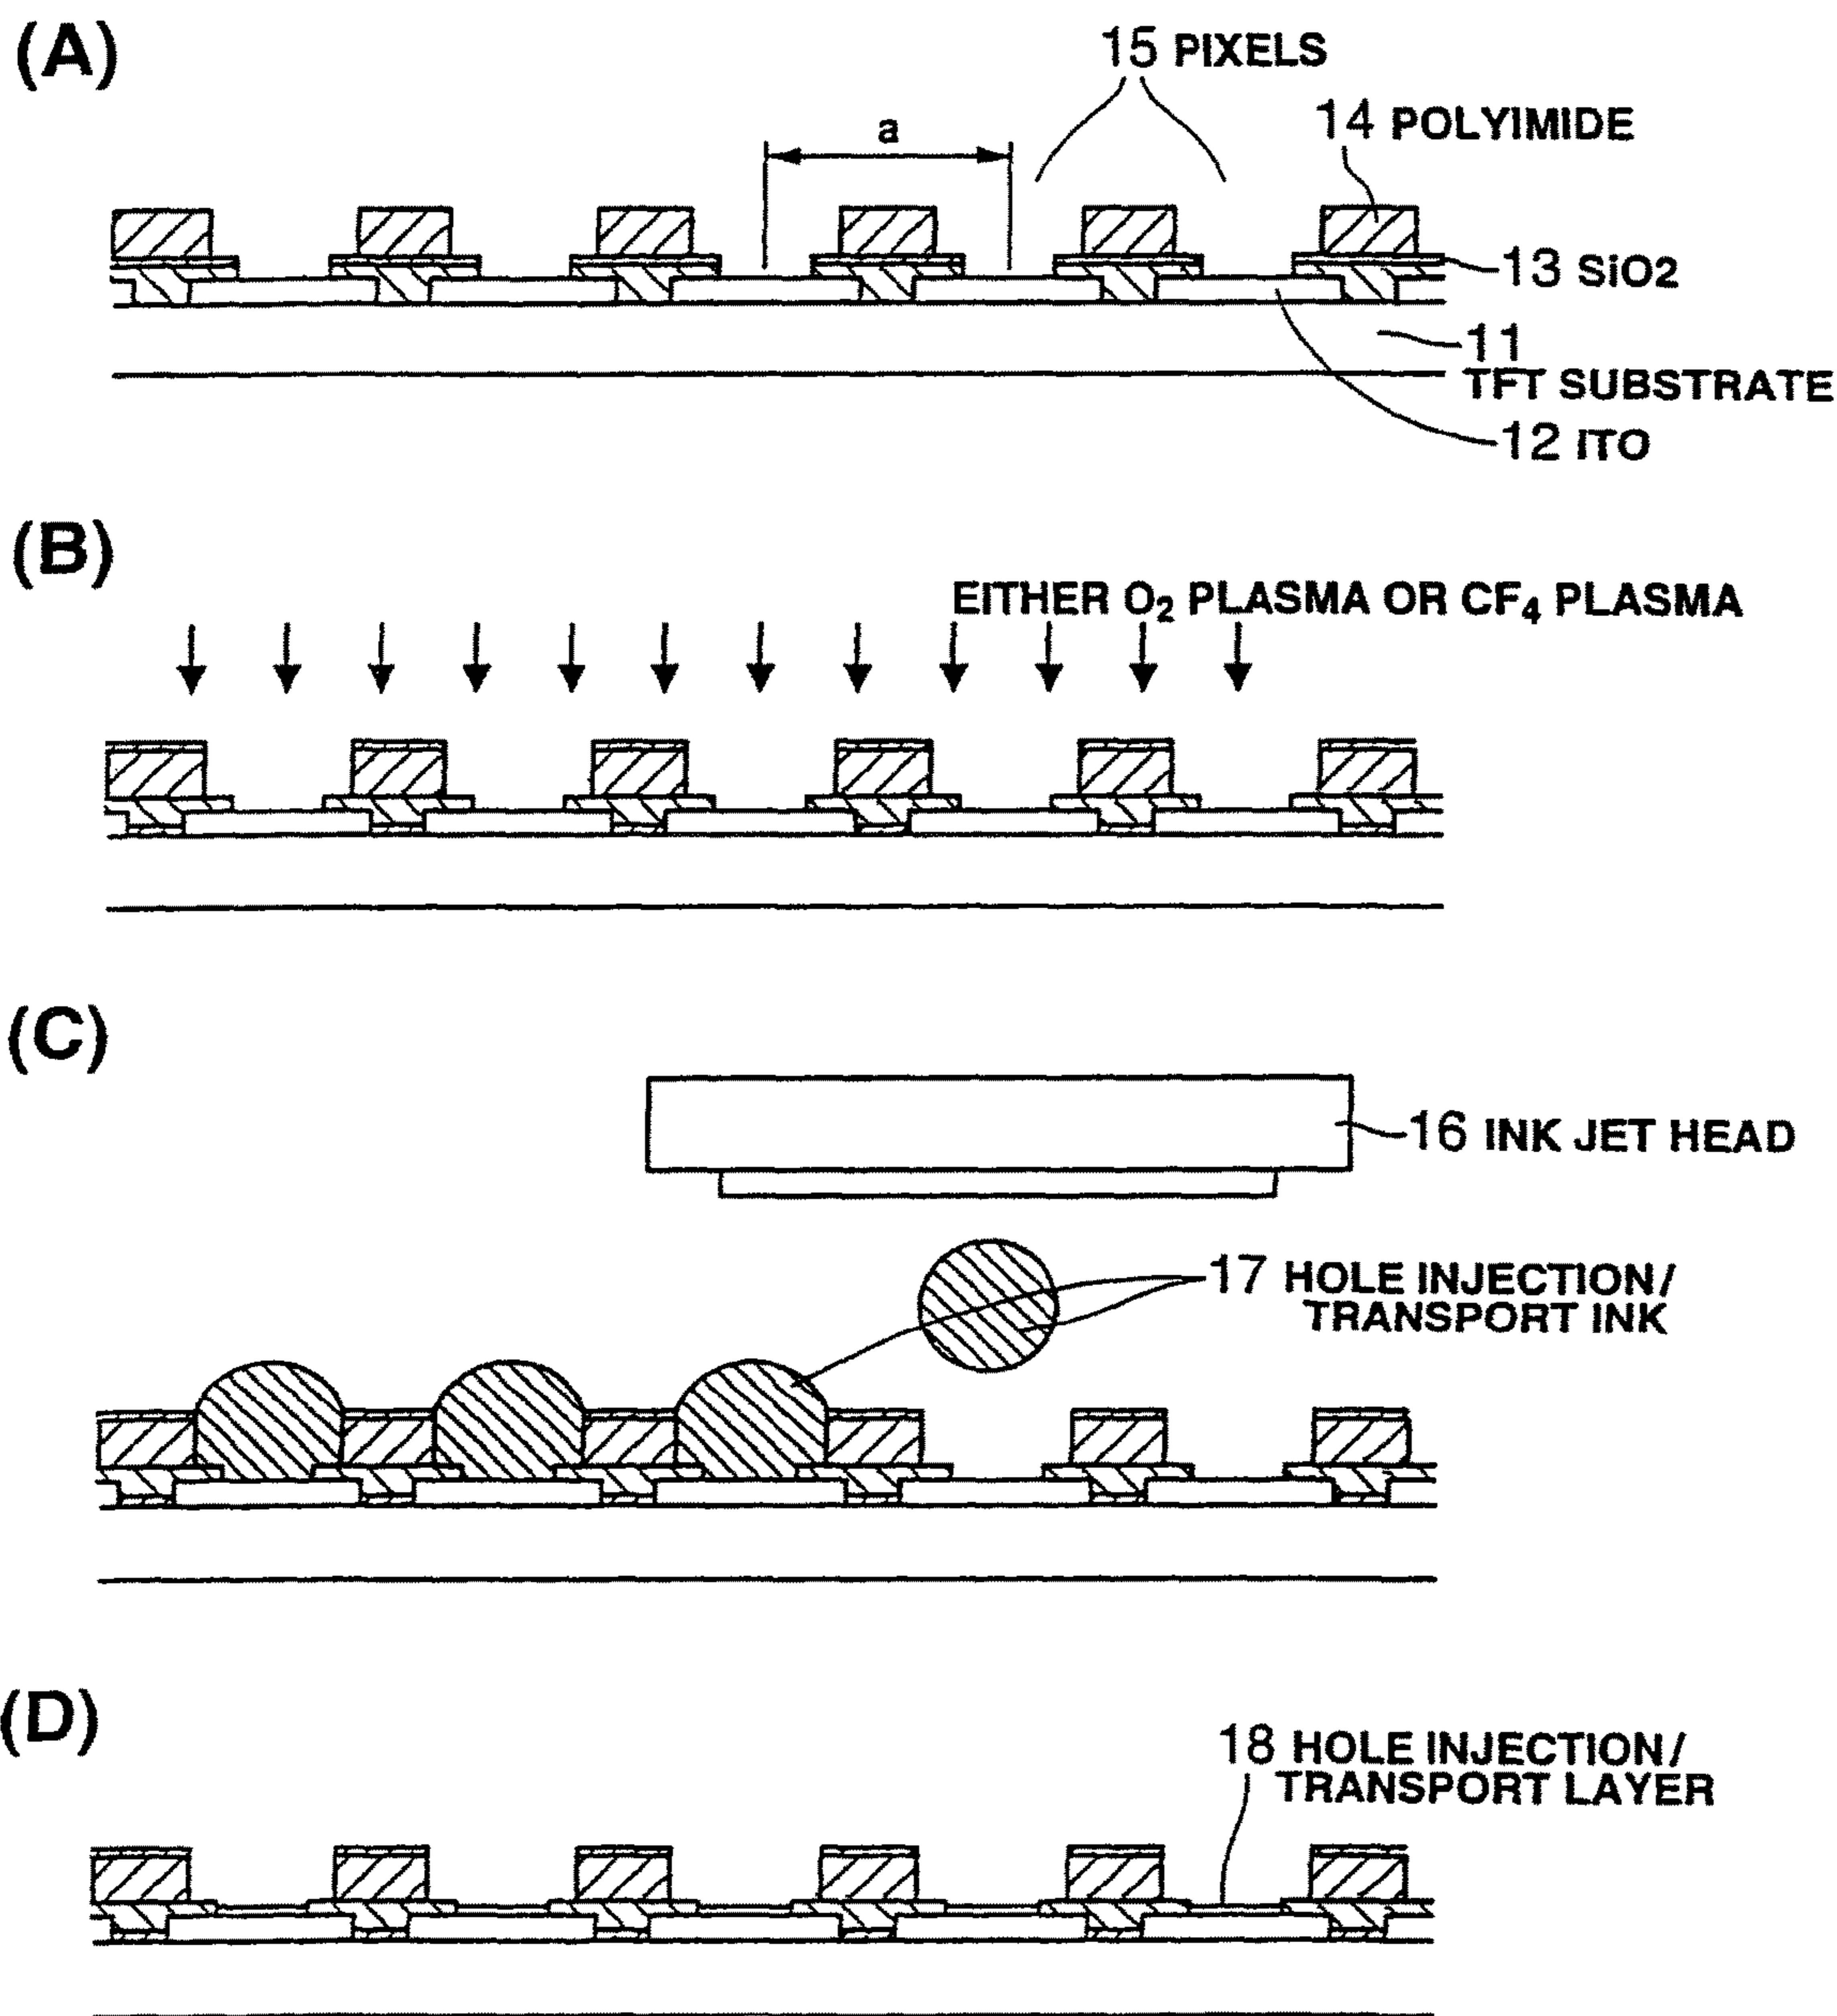 (A)
15 PIXELS
14 POLYIMIDE
a
13 SiO2
11
TFT SUBSTRATE
12 ITO
(B)
EITHER O2 PLASMA OR CF4 PLASMA
(C)
16 INK JET HEAD
17 HOLE INJECTION/
TRANSPORT INK
(D)
18 HOLE INJECTION/
TRANSPORT LAYER